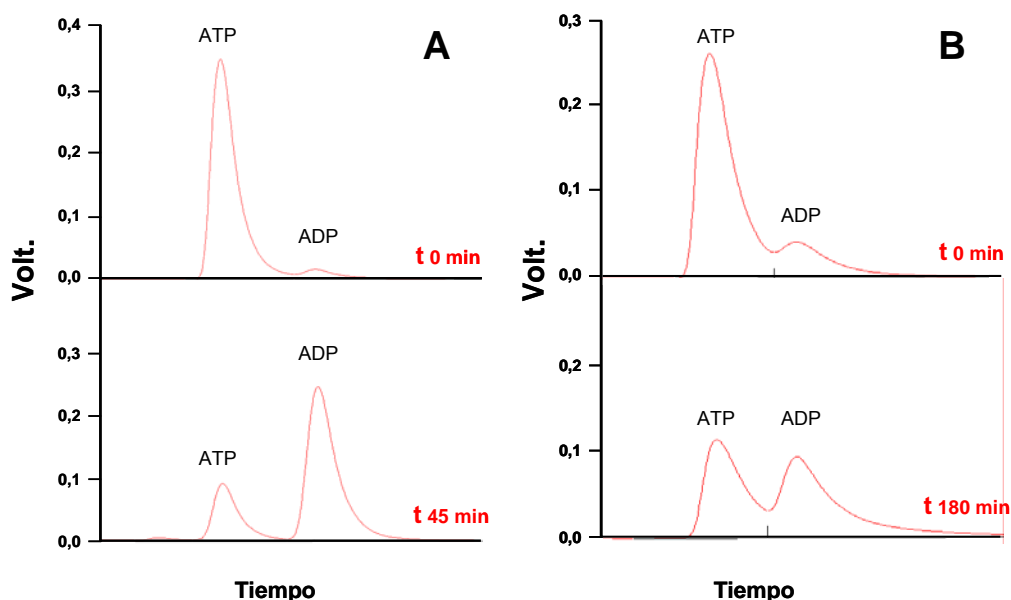 A
Volt.
0,4
0,3
0,2
0,1
0,0
ATP
ADP
t 0 min
0,3
0,2
0,1
0,0
ATP
ADP
t 45 min
Tiempo
B
Volt.
0,3
0,2
0,1
0,0
ATP
ADP
t 0 min
0,2
0,1
0,0
ATP
ADP
t 180 min
Tiempo